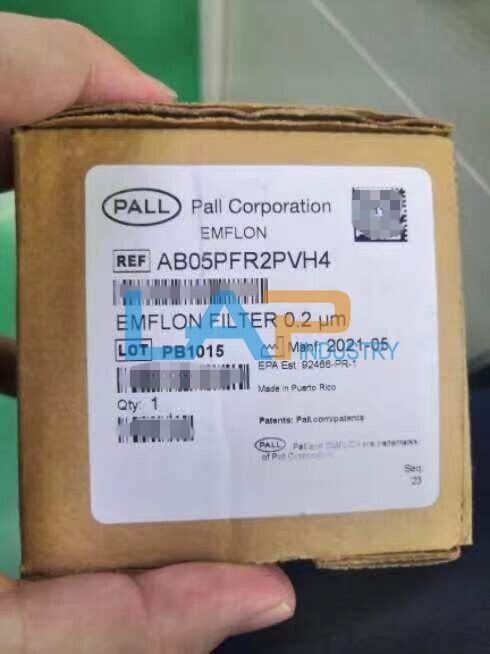 PALL Pall Corporation
EMFLON
REF AB05PFR2PVH4
EMFLON FILTER 0.2 µm
LOT PB1015
Manf. 2021-05
EPA Est. 92466-PR-1
Made in Puerto Rico
Qty: 1
Patents: Pall.com/patents
PALL Pall and EMFLON are trademarks
of Pall Corporation
Seq:
23
LAP
INDUSTRY